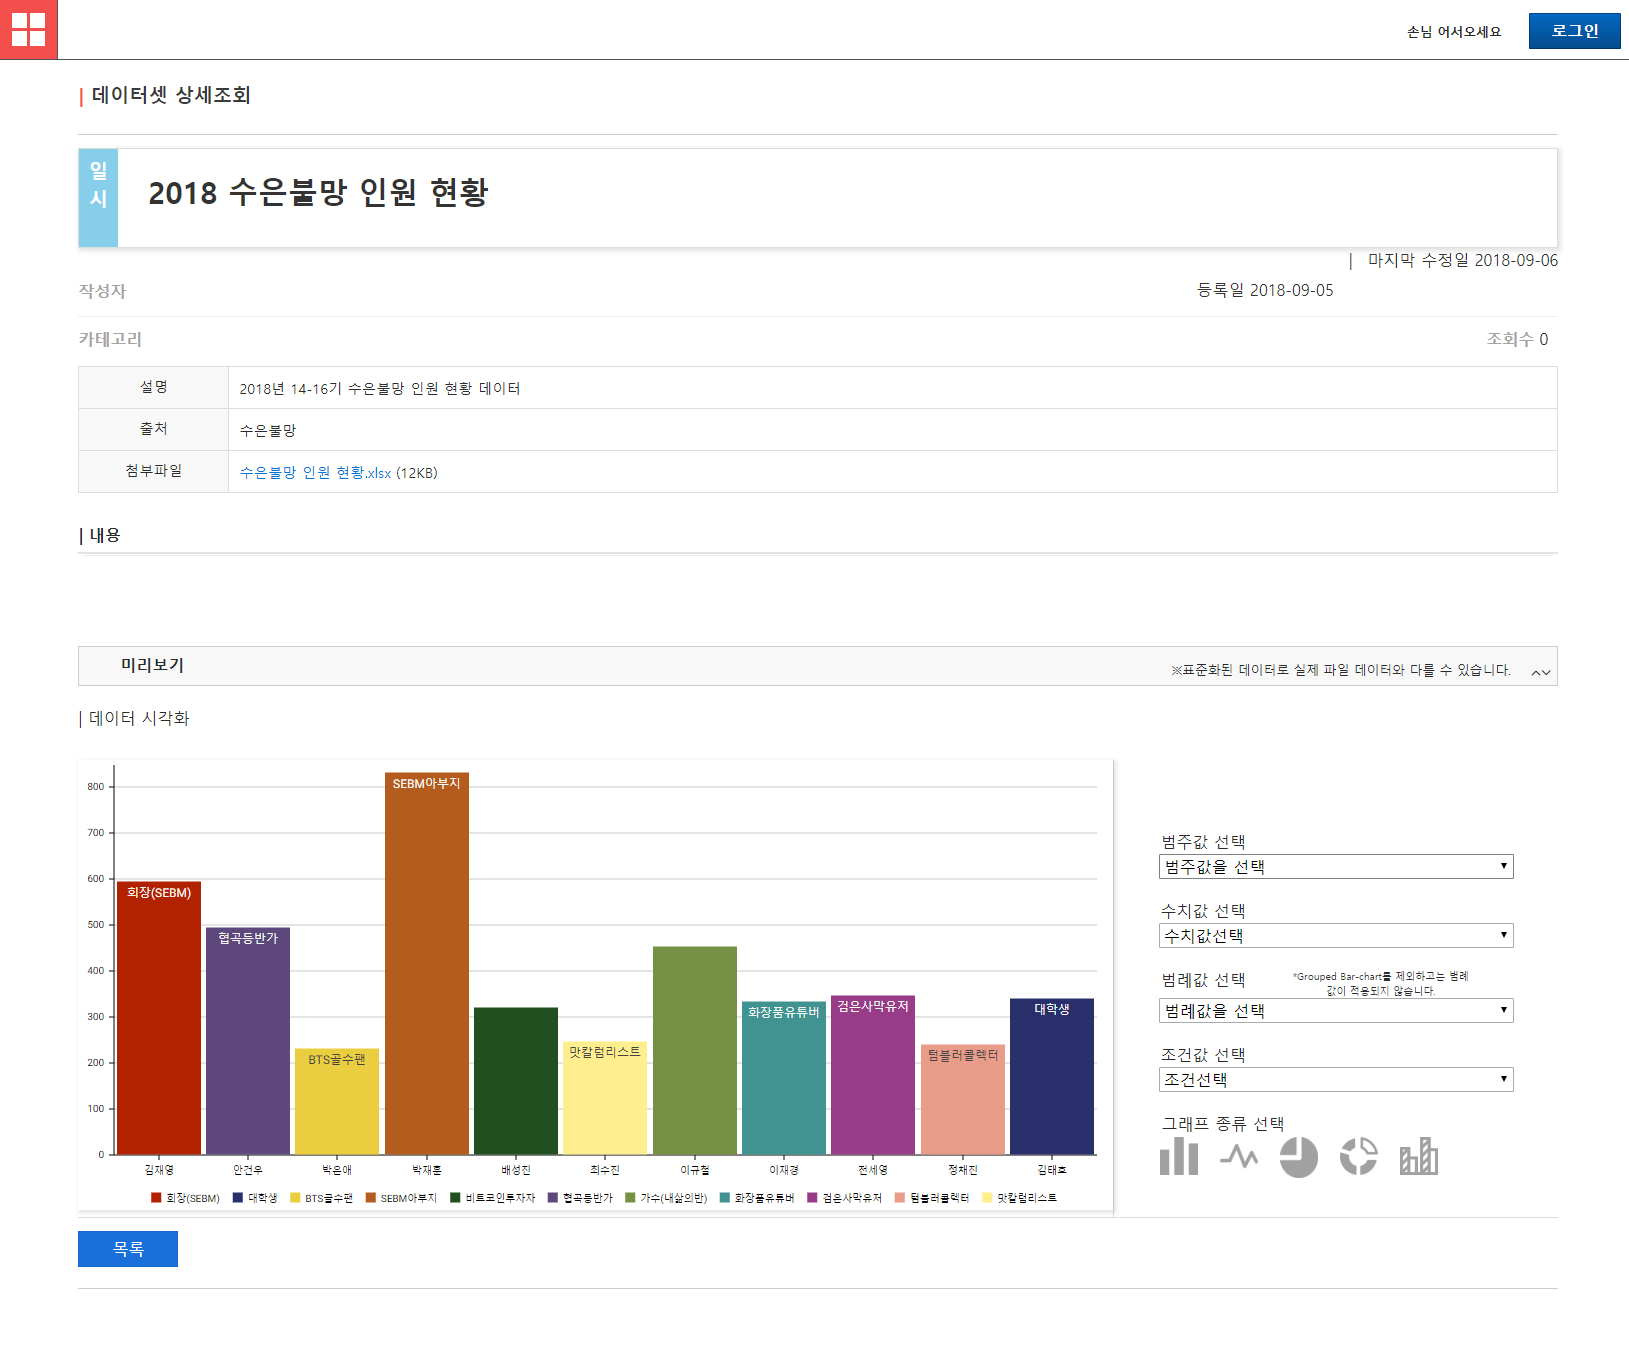 손님 어서오세요
로그인
| 데이터셋 상세조회
일시
2018 수은불망 인원 현황
| 마지막 수정일 2018-09-06
작성자
등록일 2018-09-05
카테고리
조회수 0
설명
2018년 14-16기 수은불망 인원 현황 데이터
출처
수은불망
첨부파일
수은불망 인원 현황.xlsx (12KB)
| 내용
미리보기
※표준화된 데이터로 실제 파일 데이터와 다를 수 있습니다.
| 데이터 시각화
800
700
600
500
400
300
200
100
0
회장(SEBM)
협곡등반가
BTS골수팬
SEBM아부지
맛칼럼리스트
화장품유튜버
검은사막유저
텀블러콜렉터
대학생
김재영
안건우
박은애
박재훈
배성진
최수진
이규철
이재경
전세영
정채진
김태호
회장(SEBM)
대학생
BTS골수팬
SEBM아부지
비트코인투자자
협곡등반가
가수(내삶의반)
화장품유튜버
검은사막유저
텀블러콜렉터
맛칼럼리스트
범주값 선택
범주값을 선택
수치값 선택
수치값선택
범례값 선택
*Grouped Bar-chart를 제외하고는 범례
값이 적용되지 않습니다.
범례값을 선택
조건값 선택
조건선택
그래프 종류 선택
목록